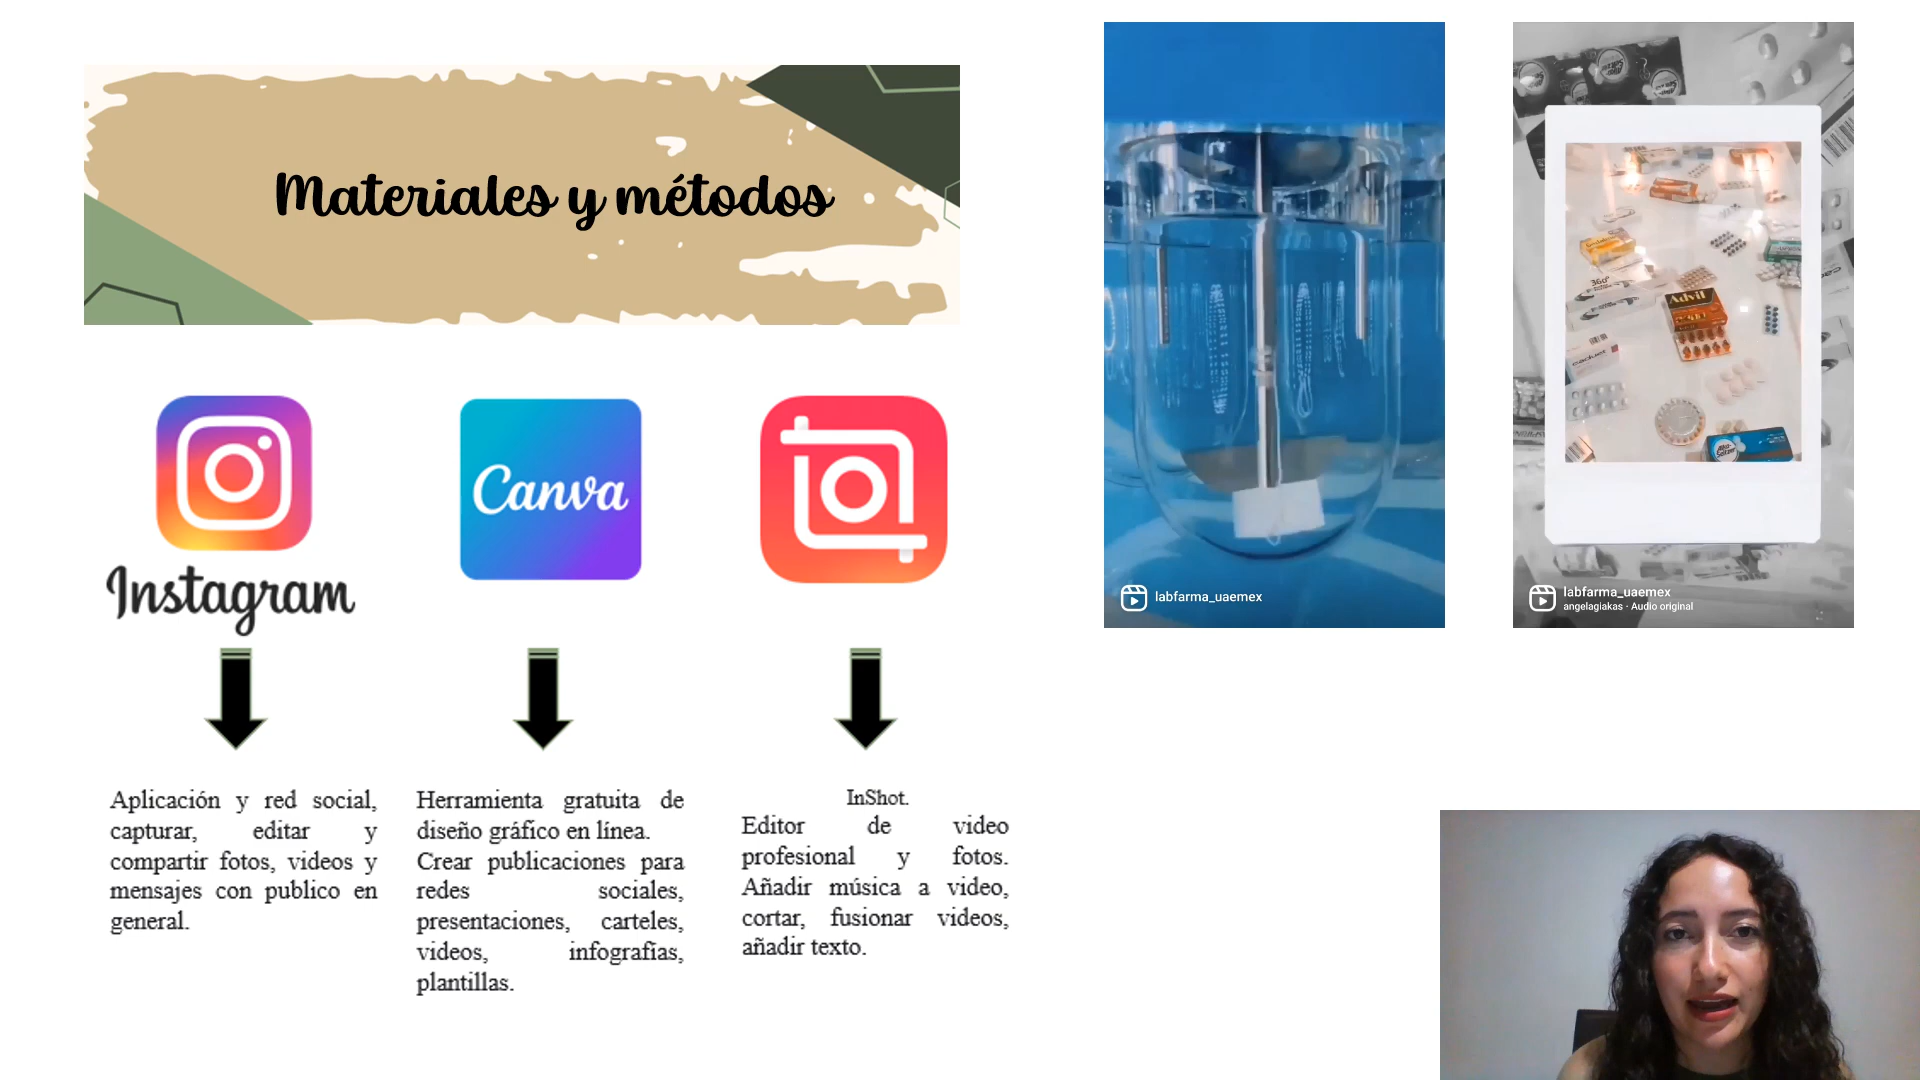 Materiales y métodos
Instagram
Canva
Aplicación y red social,
capturar, editar y
compartir fotos, videos y
mensajes con publico en
general.
Herramienta gratuita de
diseño gráfico en línea.
Crear publicaciones para
redes sociales,
presentaciones, carteles,
videos, infografías,
plantillas.
InShot.
Editor de video
profesional y fotos.
Añadir música a video,
cortar, fusionar videos,
añadir texto.
labfarma_uaemex
Advil
360°
labfarma_uaemex
angelagiakas · Audio original